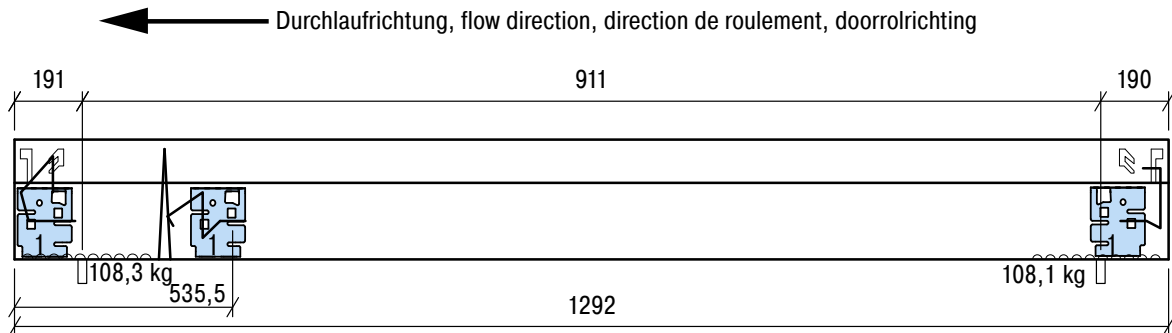 Durchlaufrichtung, flow direction, direction de roulement, doorrolrichting
191 911 190
1 1 1
108,3 kg 108,1 kg
535,5
1292